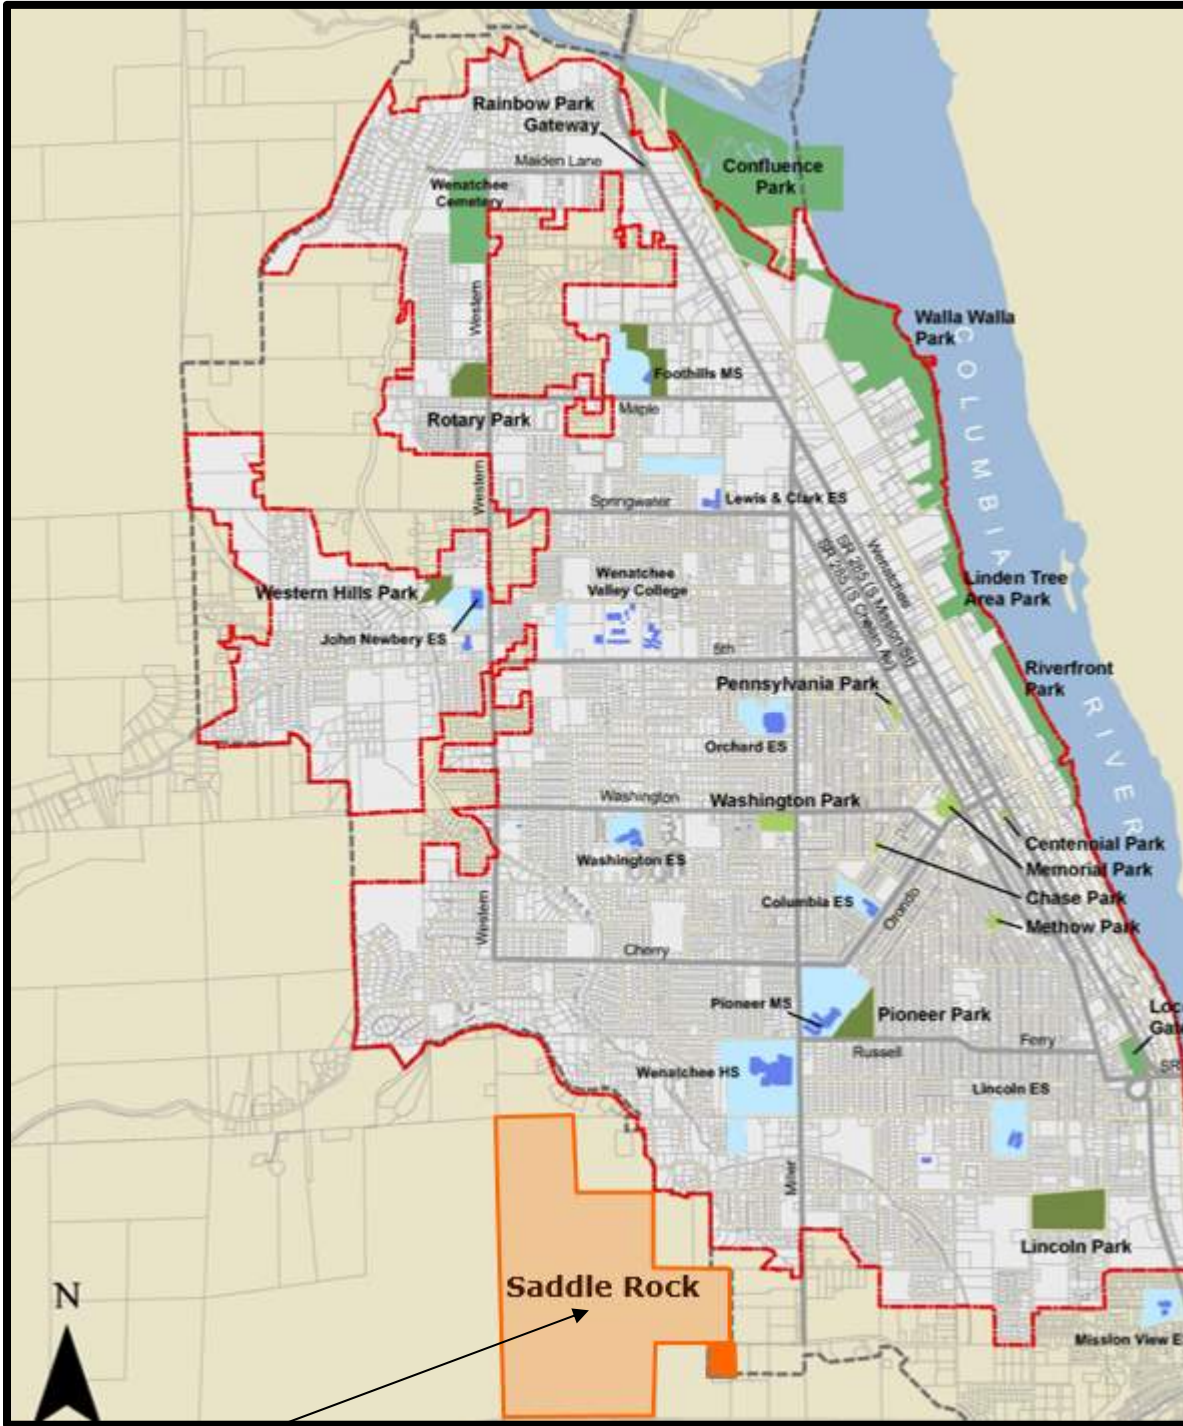 Rainbow Park
Gateway
Maiden Lane
Confluence
Park
Wenatchee
Cemetery
Western
Walla Walla
Park
Foothills MS
Maple
Rotary Park
COLUMBIA RIVER
Western
Springwater
Lewis & Clark ES
Wenatchee
SR 285 (S Mission St)
SR 285 (S Chelan Av)
Wenatchee
Valley College
Linden Tree
Area Park
Western Hills Park
John Newbery ES
5th
Riverfront
Park
Pennsylvania Park
Orchard ES
Washington
Washington Park
Washington ES
Centennial Park
Memorial Park
Chase Park
Methow Park
Columbia ES
Orondo
Western
Cherry
Pioneer MS
Pioneer Park
Loc
Gat
Russell
Ferry
SR
Wenatchee HS
Lincoln ES
Miller
Lincoln Park
Saddle Rock
N
Mission View E